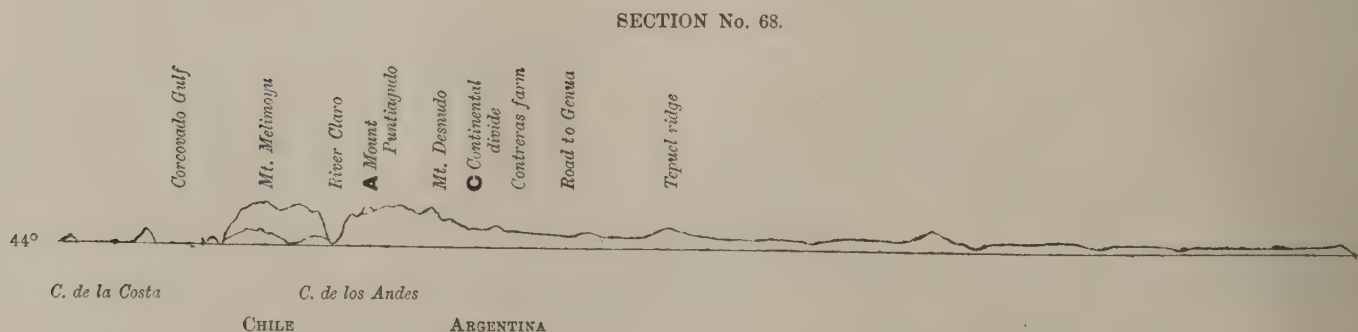 SECTION No. 68.
Corcovado Gulf
Mt. Melimoyu
River Claro
A Mount
Puntiagudo
Mt. Desnudo
C Continental
divide
Contreras farm
Road to Genua
Tepuel ridge
44°
C. de la Costa
C. de los Andes
CHILE
ARGENTINA